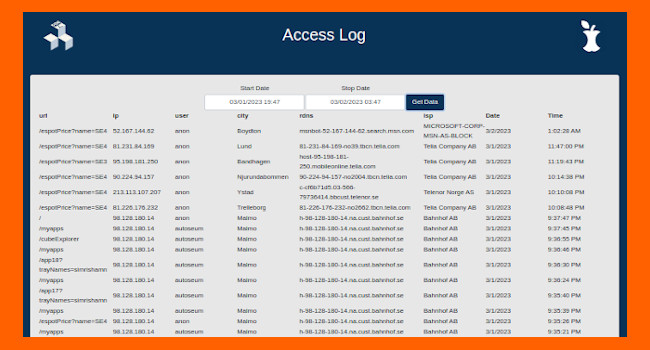 Access Log
Start Date Stop Date
03/01/2023 19:47 03/02/2023 03:47 Get Data
url ip user city rdns isp Date Time
/espotPrice?name=SE4 52.167.144.62 anon Boydton msnbot-52-167-144-62.search.msn.com MICROSOFT-CORP-MSN-AS-BLOCK 3/2/2023 1:02:28 AM
/espotPrice?name=SE4 81.231.84.169 anon Lund 81-231-84-169-no39.tbcn.telia.com Telia Company AB 3/1/2023 11:47:00 PM
/espotPrice?name=SE3 95.198.181.250 anon Bandhagen host-95-198-181-250.mobileonline.telia.com Telia Company AB 3/1/2023 11:19:43 PM
/espotPrice?name=SE4 90.224.94.157 anon Njurundabommen 90-224-94-157-no2004.tbcn.telia.com Telia Company AB 3/1/2023 10:14:38 PM
/espotPrice?name=SE4 213.113.107.207 anon Ystad 79736414.bbcust.telenor.se Telenor Norge AS 3/1/2023 10:10:08 PM
/espotPrice?name=SE4 81.226.176.232 anon Trelleborg 81-226-176-232-no2662.tbcn.telia.com Telia Company AB 3/1/2023 10:08:48 PM
/ 98.128.180.14 anon Malmo h-98-128-180-14.na.cust.bahnhof.se Bahnhof AB 3/1/2023 9:37:47 PM
/myapps 98.128.180.14 autoseum Malmo h-98-128-180-14.na.cust.bahnhof.se Bahnhof AB 3/1/2023 9:37:45 PM
/cubeExplorer 98.128.180.14 autoseum Malmo h-98-128-180-14.na.cust.bahnhof.se Bahnhof AB 3/1/2023 9:36:55 PM
/myapps 98.128.180.14 autoseum Malmo h-98-128-180-14.na.cust.bahnhof.se Bahnhof AB 3/1/2023 9:36:46 PM
/app18?trayNames=simrishamn 98.128.180.14 autoseum Malmo h-98-128-180-14.na.cust.bahnhof.se Bahnhof AB 3/1/2023 9:36:30 PM
/myapps 98.128.180.14 autoseum Malmo h-98-128-180-14.na.cust.bahnhof.se Bahnhof AB 3/1/2023 9:36:24 PM
/app17?trayNames=simrishamn 98.128.180.14 autoseum Malmo h-98-128-180-14.na.cust.bahnhof.se Bahnhof AB 3/1/2023 9:35:40 PM
/myapps 98.128.180.14 autoseum Malmo h-98-128-180-14.na.cust.bahnhof.se Bahnhof AB 3/1/2023 9:35:39 PM
/espotPrice?name=SE4 98.128.180.14 anon Malmo h-98-128-180-14.na.cust.bahnhof.se Bahnhof AB 3/1/2023 9:35:26 PM
/myapps 98.128.180.14 autoseum Malmo h-98-128-180-14.na.cust.bahnhof.se Bahnhof AB 3/1/2023 9:35:21 PM